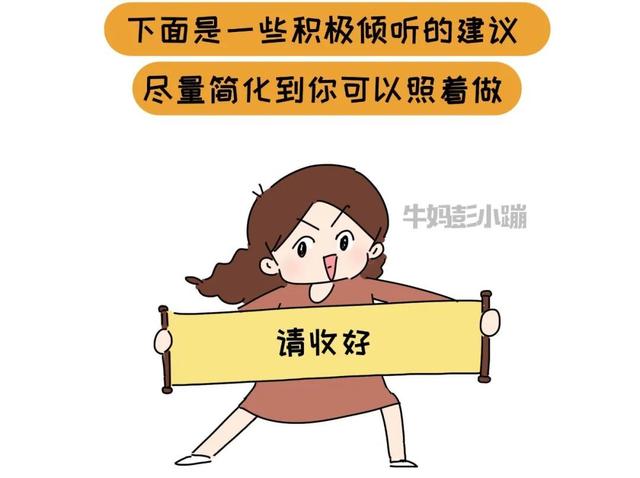 下面是一些积极倾听的建议
尽量简化到你可以照着做
牛妈彭小蹦
请收好